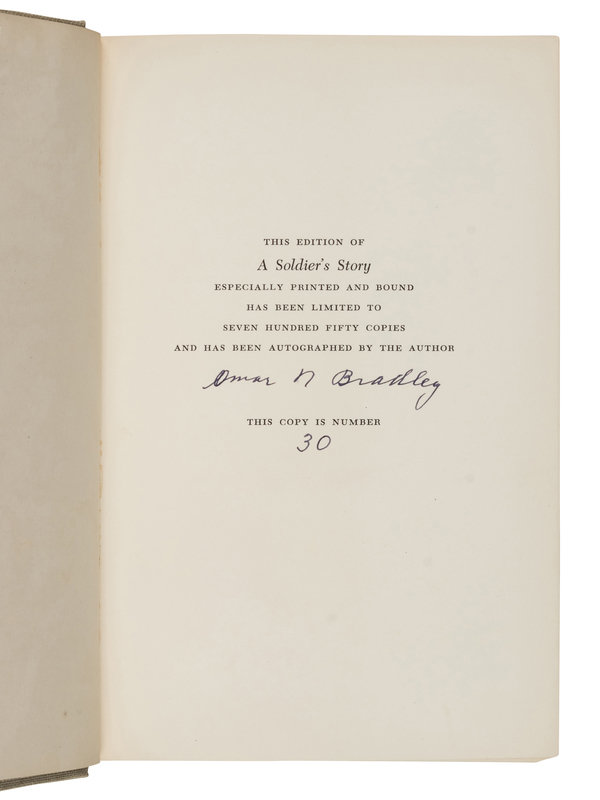 THIS EDITION OF
A Soldier's Story
ESPECIALLY PRINTED AND BOUND
HAS BEEN LIMITED TO
SEVEN HUNDRED FIFTY COPIES
AND HAS BEEN AUTOGRAPHED BY THE AUTHOR
Omar N Bradley
THIS COPY IS NUMBER
30